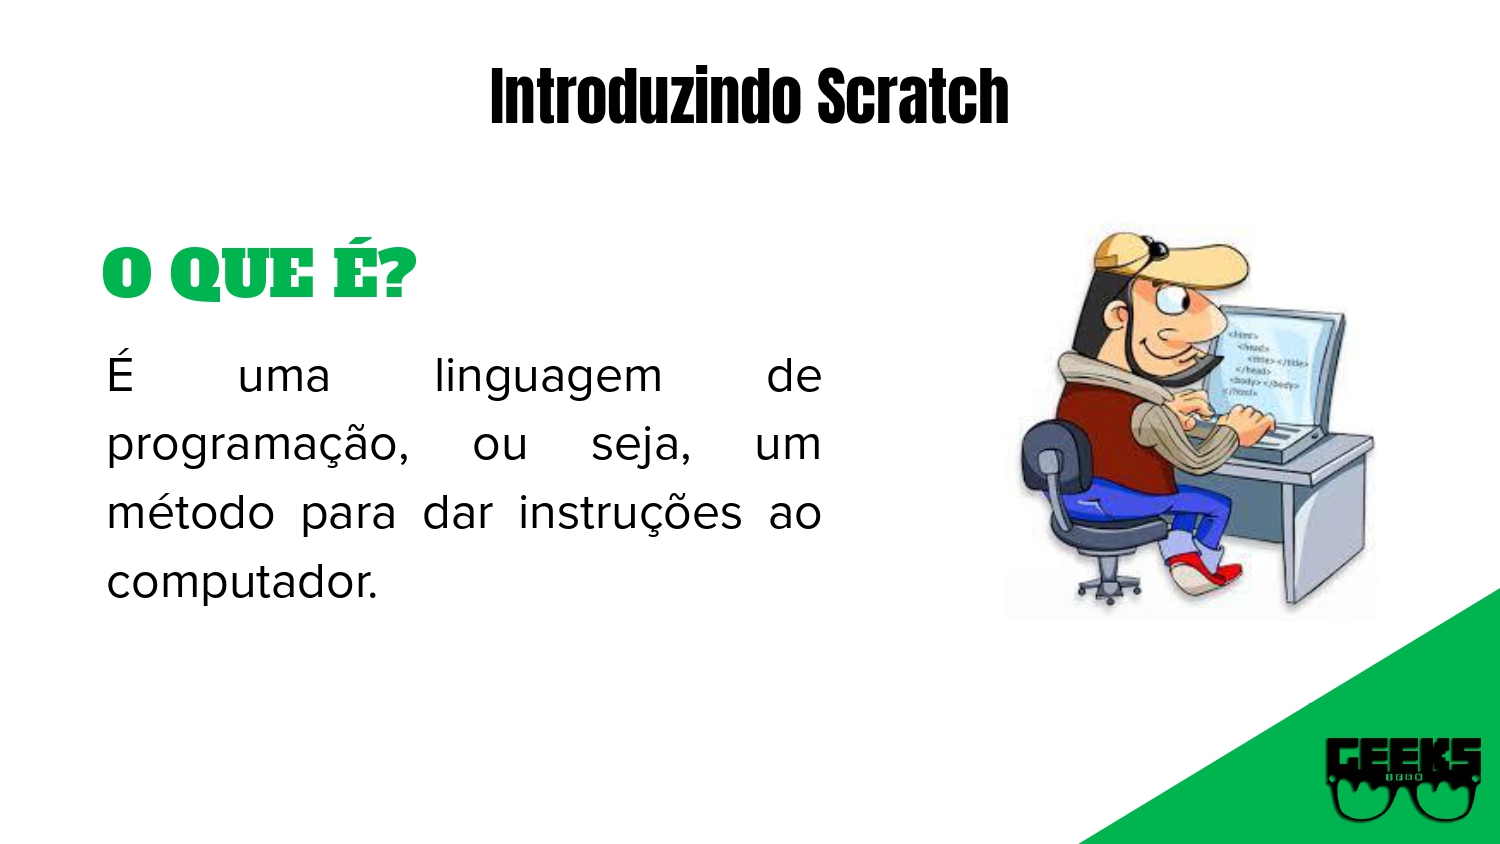 Introduzindo Scratch
O QUE É?
É uma linguagem de
programação, ou seja, um
método para dar instruções ao
computador.
<html>
<head>
<title></title>
</head>
<body></body>
</html>
GEEKS
IFRN